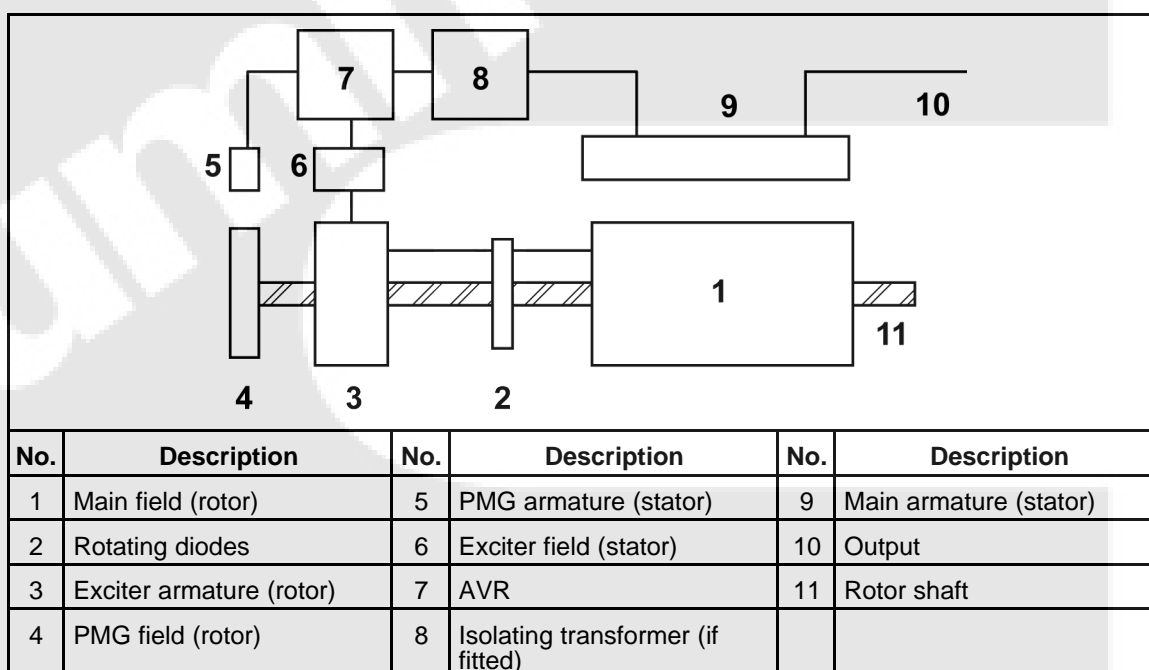 7
8
9
10
5
6
1
11
4
3
2
No. Description No. Description No. Description
1 Main field (rotor) 5 PMG armature (stator) 9 Main armature (stator)
2 Rotating diodes 6 Exciter field (stator) 10 Output
3 Exciter armature (rotor) 7 AVR 11 Rotor shaft
4 PMG field (rotor) 8 Isolating transformer (if
fitted)